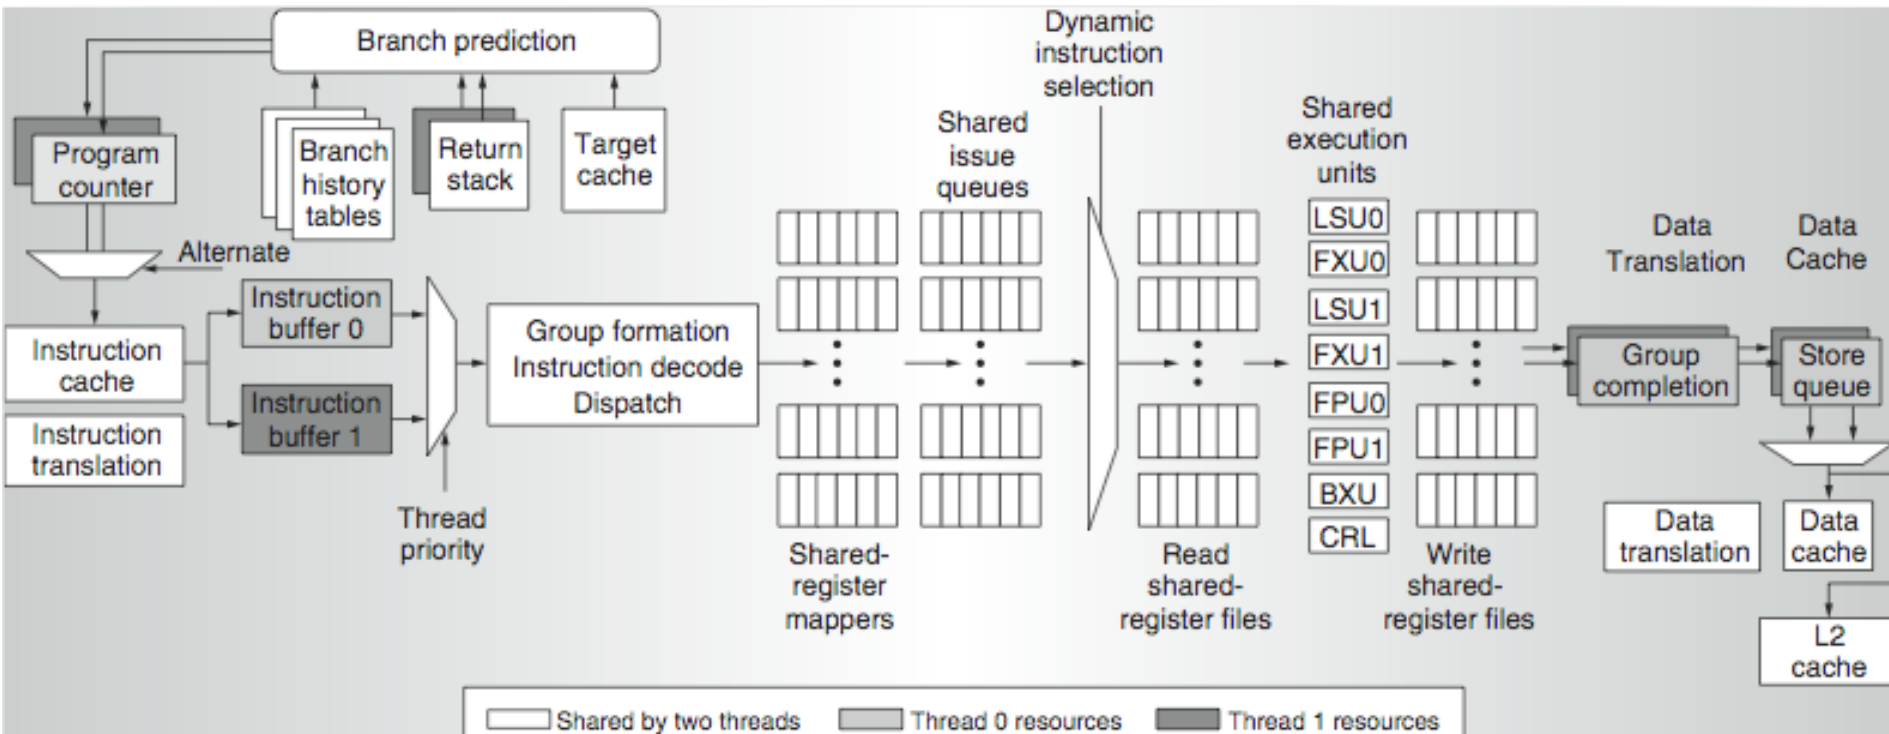 Branch prediction
Program
counter
Branch
history
tables
Return
stack
Target
cache
Alternate
Instruction
cache
Instruction
translation
Instruction
buffer 0
Instruction
buffer 1
Thread
priority
Group formation
Instruction decode
Dispatch
Shared-
register
mappers
Shared
issue
queues
Dynamic
instruction
selection
Read
shared-
register files
Shared
execution
units
LSU0
FXU0
LSU1
FXU1
FPU0
FPU1
BXU
CRL
Write
shared-
register files
Data
Translation
Data
Cache
Group
completion
Store
queue
Data
translation
Data
cache
L2
cache
Shared by two threads
Thread 0 resources
Thread 1 resources